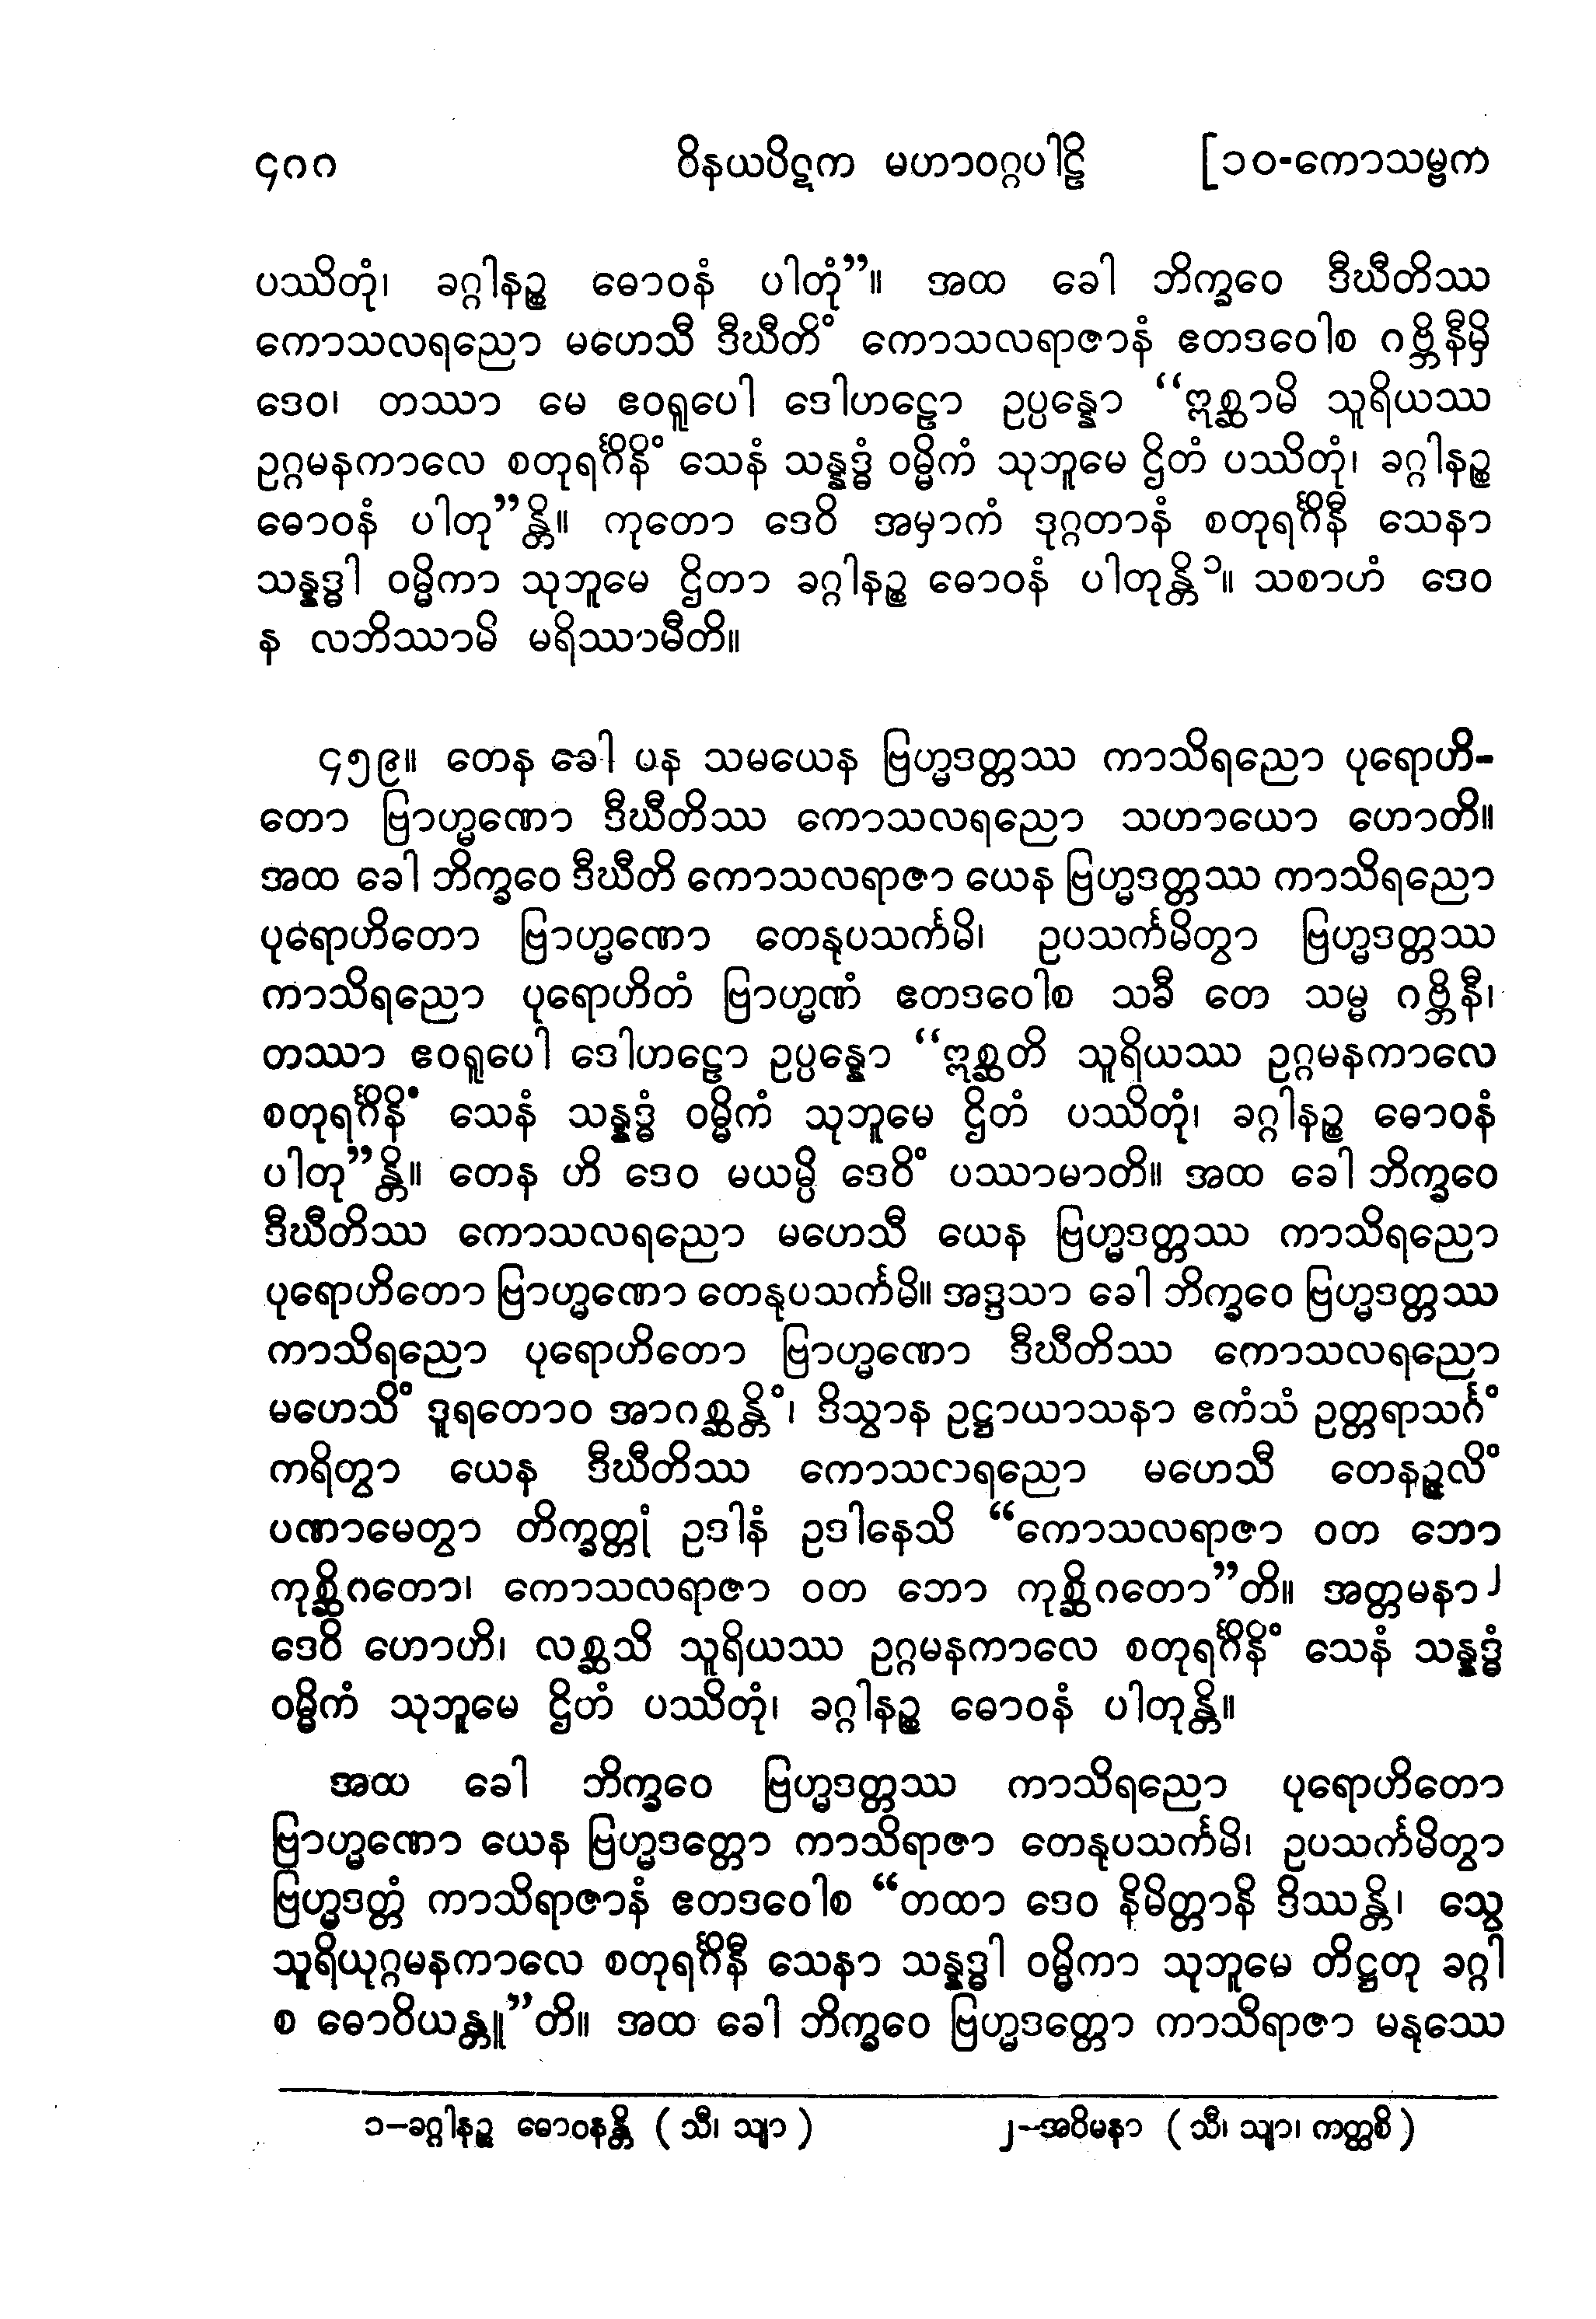 ၄၈၈ ဝိနယပိဋက မဟာဝဂ္ဂပါဠိ [၁၀-ကောသမ္ဗက
ပဿိတုံ၊ ခဂ္ဂါနဉ္စ ဓောဝနံ ပါတုံ”။ အထ ခေါ ဘိက္ခဝေ ဒီဃီတိဿ
ကောသလရညော မဟေသီ ဒီဃီတိံ ကောသလရာဇာနံ ဧတဒဝေါစ ဂဗ္ဘိနီမှိ
ဒေဝ၊ တဿာ မေ ဧဝရူပေါ ဒေါဟဠော ဥပ္ပန္နော “ဣစ္ဆာမိ သူရိယဿ
ဥဂ္ဂမနကာလေ စတုရင်္ဂိနိံ သေနံ သန္နဒ္ဓံ ဝမ္မိကံ သုဘူမေ ဌိတံ ပဿိတုံ၊ ခဂ္ဂါနဉ္စ
ဓောဝနံ ပါတု”န္တိ။ ကုတော ဒေဝိ အမှာကံ ဒုဂ္ဂတာနံ စတုရင်္ဂိနီ သေနာ
သန္နဒ္ဓါ ဝမ္မိကာ သုဘူမေ ဌိတာ ခဂ္ဂါနဉ္စ ဓောဝနံ ပါတုန္တိ၁။ သစာဟံ ဒေဝ
န လဘိဿာမိ မရိဿာမီတိ။
၄၅၉။ တေန ခေါ ပန သမယေန ဗြဟ္မဒတ္တဿ ကာသိရညော ပုရောဟိ-
တော ဗြာဟ္မဏော ဒီဃီတိဿ ကောသလရညော သဟာယော ဟောတိ။
အထ ခေါ ဘိက္ခဝေ ဒီဃီတိ ကောသလရာဇာ ယေန ဗြဟ္မဒတ္တဿ ကာသိရညော
ပုရောဟိတော ဗြာဟ္မဏော တေနုပသင်္ကမိ၊ ဥပသင်္ကမိတွာ ဗြဟ္မဒတ္တဿ
ကာသိရညော ပုရောဟိတံ ဗြာဟ္မဏံ ဧတဒဝေါစ သခီ တေ သမ္မ ဂဗ္ဘိနီ၊
တဿာ ဧဝရူပေါ ဒေါဟဠော ဥပ္ပန္နော “ဣစ္ဆတိ သူရိယဿ ဥဂ္ဂမနကာလေ
စတုရင်္ဂိနိံ သေနံ သန္နဒ္ဓံ ဝမ္မိကံ သုဘူမေ ဌိတံ ပဿိတုံ၊ ခဂ္ဂါနဉ္စ ဓောဝနံ
ပါတု”န္တိ။ တေန ဟိ ဒေဝ မယမ္ပိ ဒေဝိံ ပဿာမာတိ။ အထ ခေါ ဘိက္ခဝေ
ဒီဃီတိဿ ကောသလရညော မဟေသီ ယေန ဗြဟ္မဒတ္တဿ ကာသိရညော
ပုရောဟိတော ဗြာဟ္မဏော တေနုပသင်္ကမိ။ အဒ္ဒသာ ခေါ ဘိက္ခဝေ ဗြဟ္မဒတ္တဿ
ကာသိရညော ပုရောဟိတော ဗြာဟ္မဏော ဒီဃီတိဿ ကောသလရညော
မဟေသိံ ဒူရတောဝ အာဂစ္ဆန္တိံ၊ ဒိသွာန ဥဋ္ဌာယာသနာ ဧကံသံ ဥတ္တရာသင်္ဂံ
ကရိတွာ ယေန ဒီဃီတိဿ ကောသလရညော မဟေသီ တေနဉ္ဇလိံ
ပဏာမေတွာ တိက္ခတ္တုံ ဥဒါနံ ဥဒါနေသိ “ကောသလရာဇာ ဝတ ဘော
ကုစ္ဆိဂတော၊ ကောသလရာဇာ ဝတ ဘော ကုစ္ဆိဂတော”တိ။ အတ္တမနာ၂
ဒေဝိ ဟောဟိ၊ လစ္ဆသိ သူရိယဿ ဥဂ္ဂမနကာလေ စတုရင်္ဂိနိံ သေနံ သန္နဒ္ဓံ
ဝမ္မိကံ သုဘူမေ ဌိတံ ပဿိတုံ၊ ခဂ္ဂါနဉ္စ ဓောဝနံ ပါတုန္တိ။
အထ ခေါ ဘိက္ခဝေ ဗြဟ္မဒတ္တဿ ကာသိရညော ပုရောဟိတော
ဗြာဟ္မဏော ယေန ဗြဟ္မဒတ္တော ကာသိရာဇာ တေနုပသင်္ကမိ၊ ဥပသင်္ကမိတွာ
ဗြဟ္မဒတ္တံ ကာသိရာဇာနံ ဧတဒဝေါစ “တထာ ဒေဝ နိမိတ္တာနိ ဒိဿန္တိ၊ သွေ
သူရိယုဂ္ဂမနကာလေ စတုရင်္ဂိနီ သေနာ သန္နဒ္ဓါ ဝမ္မိကာ သုဘူမေ တိဋ္ဌတု ခဂ္ဂါ
စ ဓောဝိယန္တူ”တိ။ အထ ခေါ ဘိက္ခဝေ ဗြဟ္မဒတ္တော ကာသိရာဇာ မနုဿေ
၁-ခဂ္ဂါနဉ္စ ဓောဝနန္တိ (သီ၊ သျာ) ၂-အဝိမနာ (သီ၊ သျာ၊ ကတ္ထစိ)